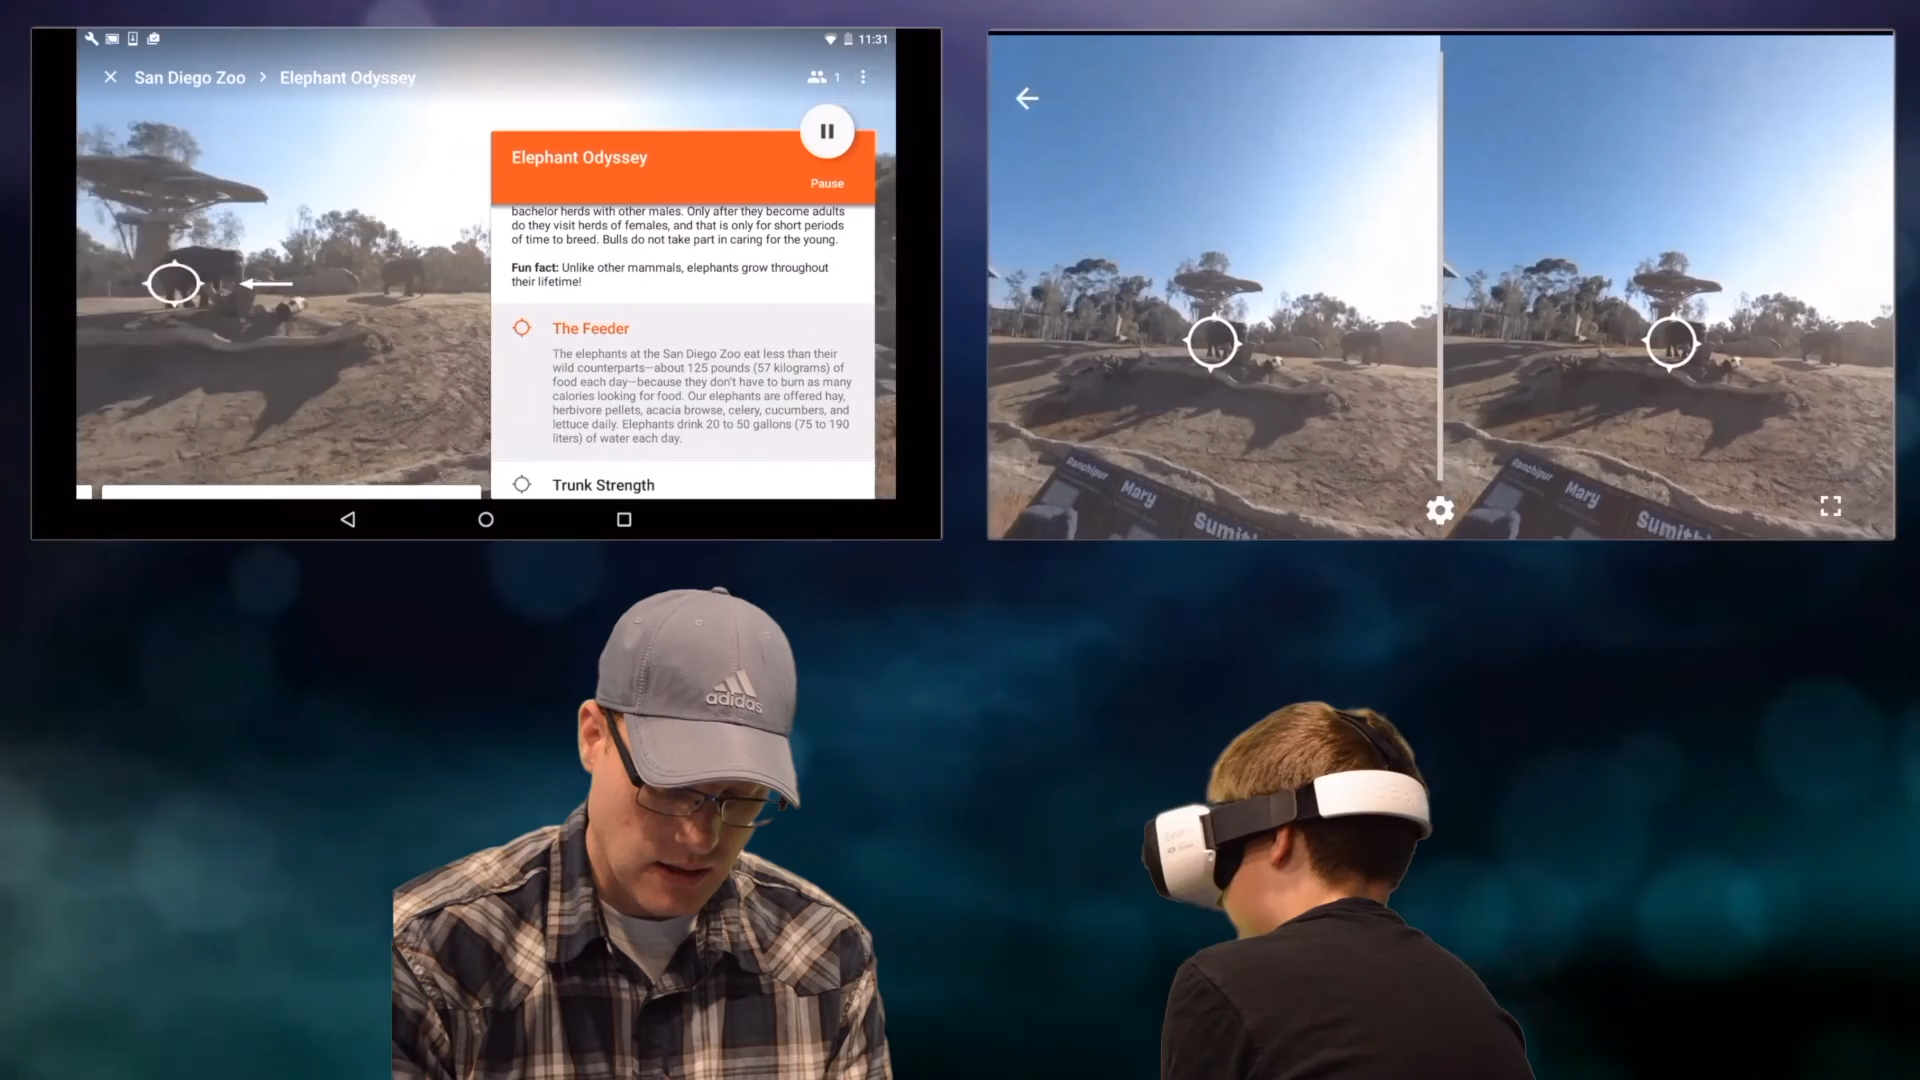 11:31
San Diego Zoo > Elephant Odyssey
1
Elephant Odyssey
Pause
bachelor herds with other males. Only after they become adults
do they visit herds of females, and that is only for short periods
of time to breed. Bulls do not take part in caring for the young.
Fun fact: Unlike other mammals, elephants grow throughout
their lifetime!
The Feeder
The elephants at the San Diego Zoo eat less than their
wild counterparts—about 125 pounds (57 kilograms) of
food each day—because they don't have to burn as many
calories looking for food. Our elephants are offered hay,
herbivore pellets, acacia browse, celery, cucumbers, and
lettuce daily. Elephants drink 20 to 50 gallons (75 to 190
liters) of water each day.
Trunk Strength
Ranchipur
Mary
Sumith
Ranchipur
Mary
Sumith
adidas